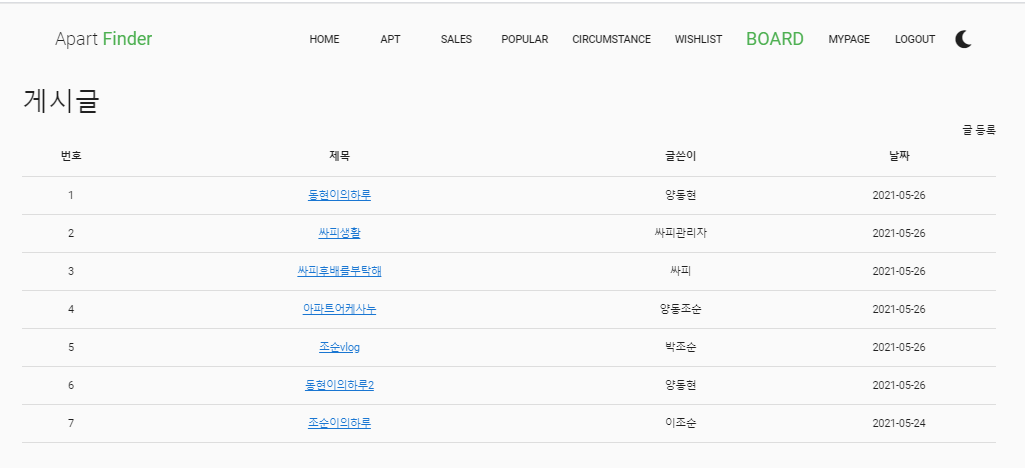 Apart Finder HOME APT SALES POPULAR CIRCUMSTANCE WISHLIST BOARD MYPAGE LOGOUT
게시글
글 등록
번호 제목 글쓴이 날짜
1 동현이의하루 양동현 2021-05-26
2 싸피생활 싸피관리자 2021-05-26
3 싸피후배를부탁해 싸피 2021-05-26
4 아파트어케사누 양동조순 2021-05-26
5 조순vlog 박조순 2021-05-26
6 동현이의하루2 양동현 2021-05-26
7 조순이의하루 이조순 2021-05-24